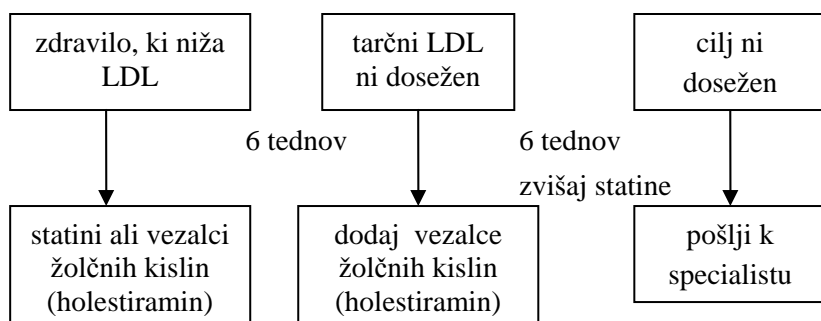 zdravilo, ki niža
LDL
tarčni LDL
ni dosežen
cilj ni
dosežen
6 tednov
6 tednov
zvišaj statine
statini ali vezalci
žolčnih kislin
(holestiramin)
dodaj vezalce
žolčnih kislin
(holestiramin)
pošlji k
specialistu